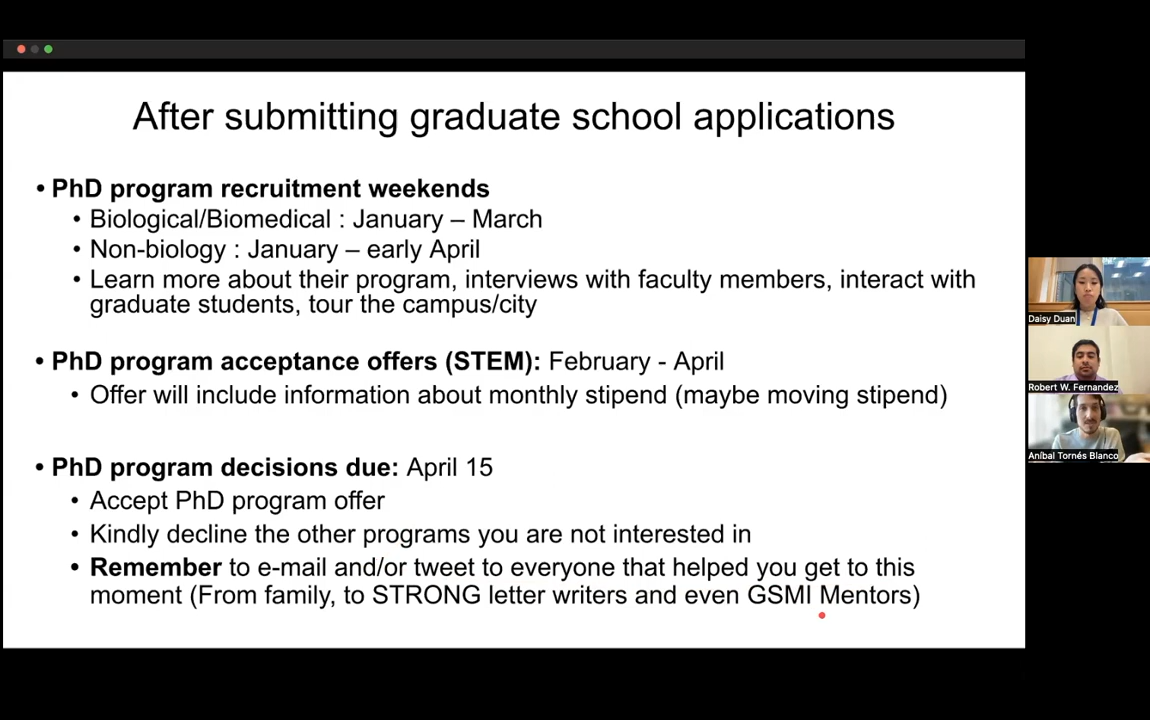 After submitting graduate school applications
• PhD program recruitment weekends
• Biological/Biomedical : January – March
• Non-biology : January – early April
• Learn more about their program, interviews with faculty members, interact with
graduate students, tour the campus/city
• PhD program acceptance offers (STEM): February - April
• Offer will include information about monthly stipend (maybe moving stipend)
• PhD program decisions due: April 15
• Accept PhD program offer
• Kindly decline the other programs you are not interested in
• Remember to e-mail and/or tweet to everyone that helped you get to this
moment (From family, to STRONG letter writers and even GSMI Mentors)
Daisy Duan
Robert W. Fernandez
Aníbal Tornés Blanco